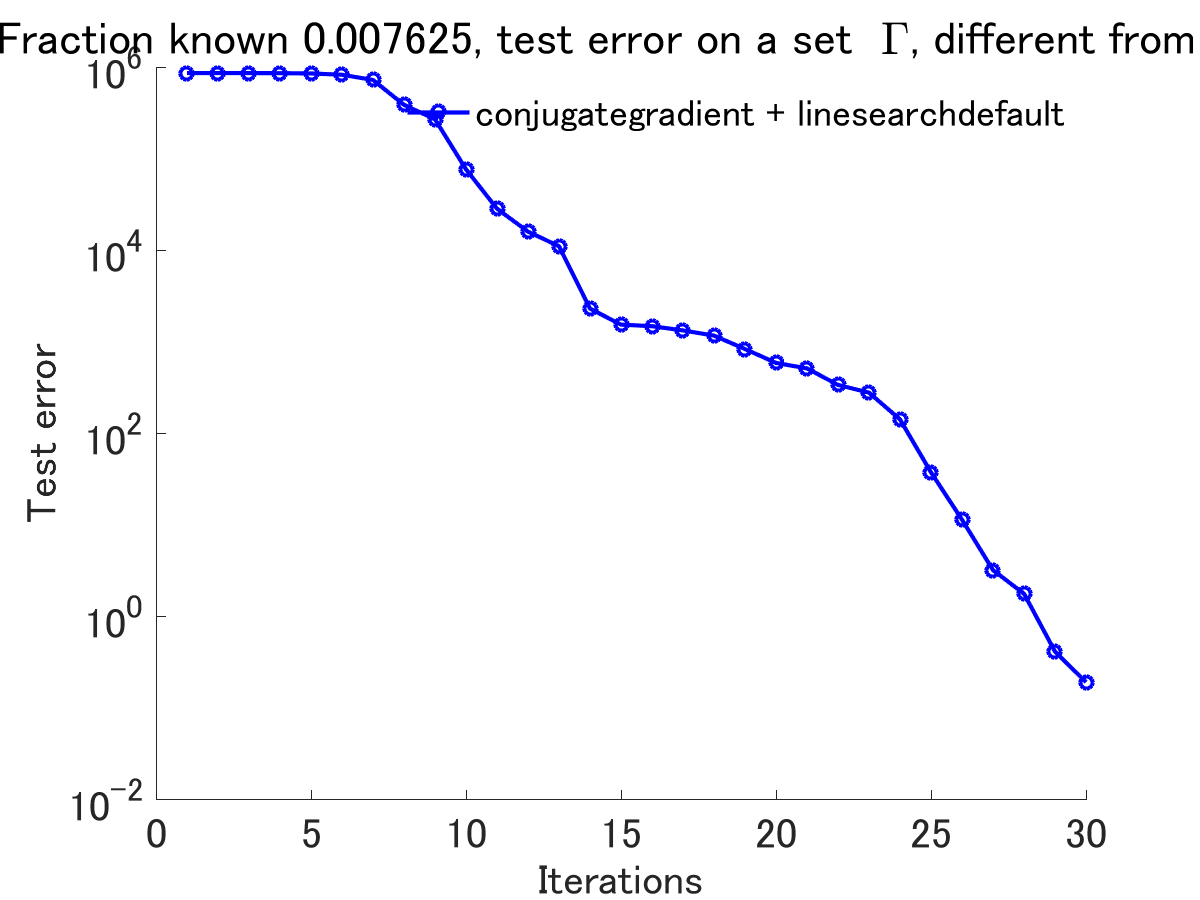 Fraction known 0.007625, test error on a set Γ, different from
10^6
conjugategradient + linesearchdefault
10^4
Test error
10^2
10^0
10^−2
0 5 10 15 20 25 30
Iterations